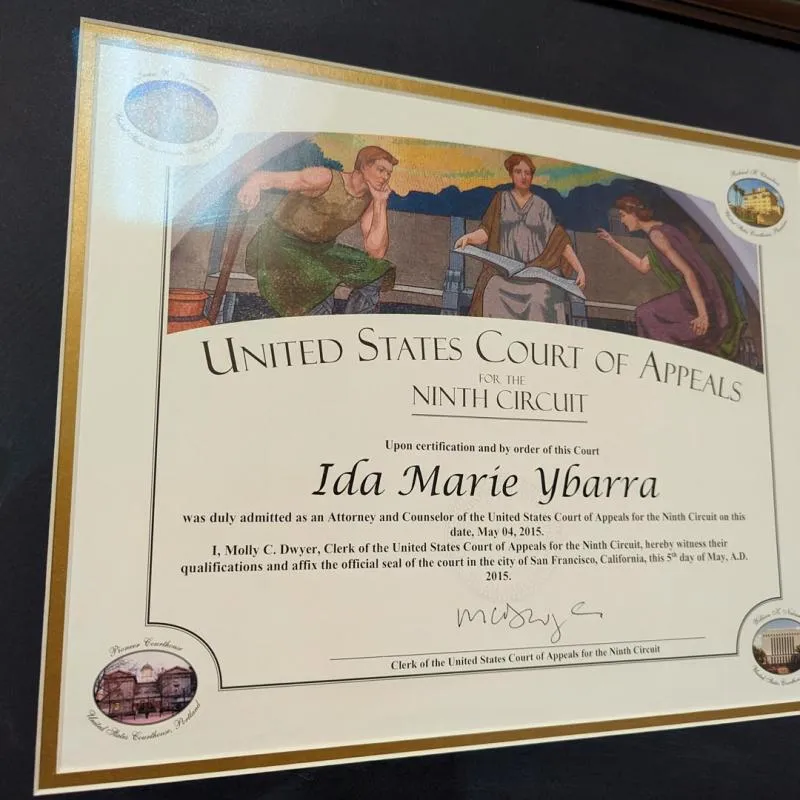 UNITED STATES COURT OF APPEALS
FOR THE
NINTH CIRCUIT
Upon certification and by order of this Court
Ida Marie Ybarra
was duly admitted as an Attorney and Counselor of the United States Court of Appeals for the Ninth Circuit on this
date, May 04, 2015.
I, Molly C. Dwyer, Clerk of the United States Court of Appeals for the Ninth Circuit, hereby witness their
qualifications and affix the official seal of the court in the city of San Francisco, California, this 5th day of May, A.D.
2015.
Clerk of the United States Court of Appeals for the Ninth Circuit
Pioneer Courthouse
United States Courthouse, Portland